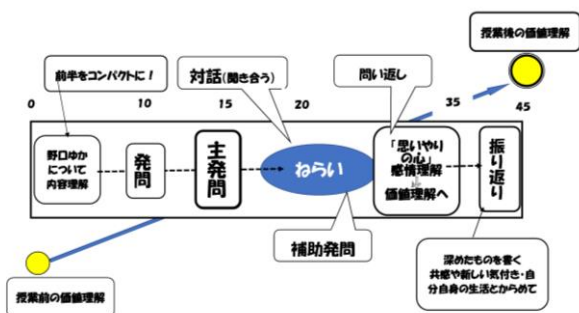 授業後の価値理解
前半をコンパクトに！
対話(聞き合う)
問い返し
0
10
15
20
35
45
野口ゆか
について
内容理解
発問
主発問
ねらい
「思いやり
の心」
感情理解
価値理解へ
振り返り
補助発問
深めたものを書く
共感や新しい気付き・自
分自身の生活とからめて
授業前の価値理解